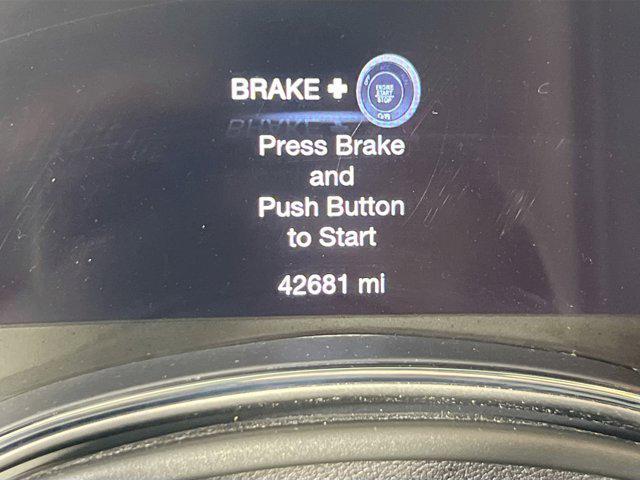 BRAKE +
ENGINE
START
STOP
Press Brake
and
Push Button
to Start
42681 mi